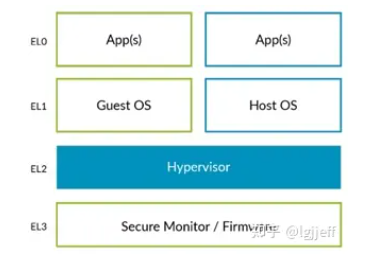 EL0 App(s) App(s)
EL1 Guest OS Host OS
EL2 Hypervisor
EL3 Secure Monitor / Firmware
知乎 @lgjjeff